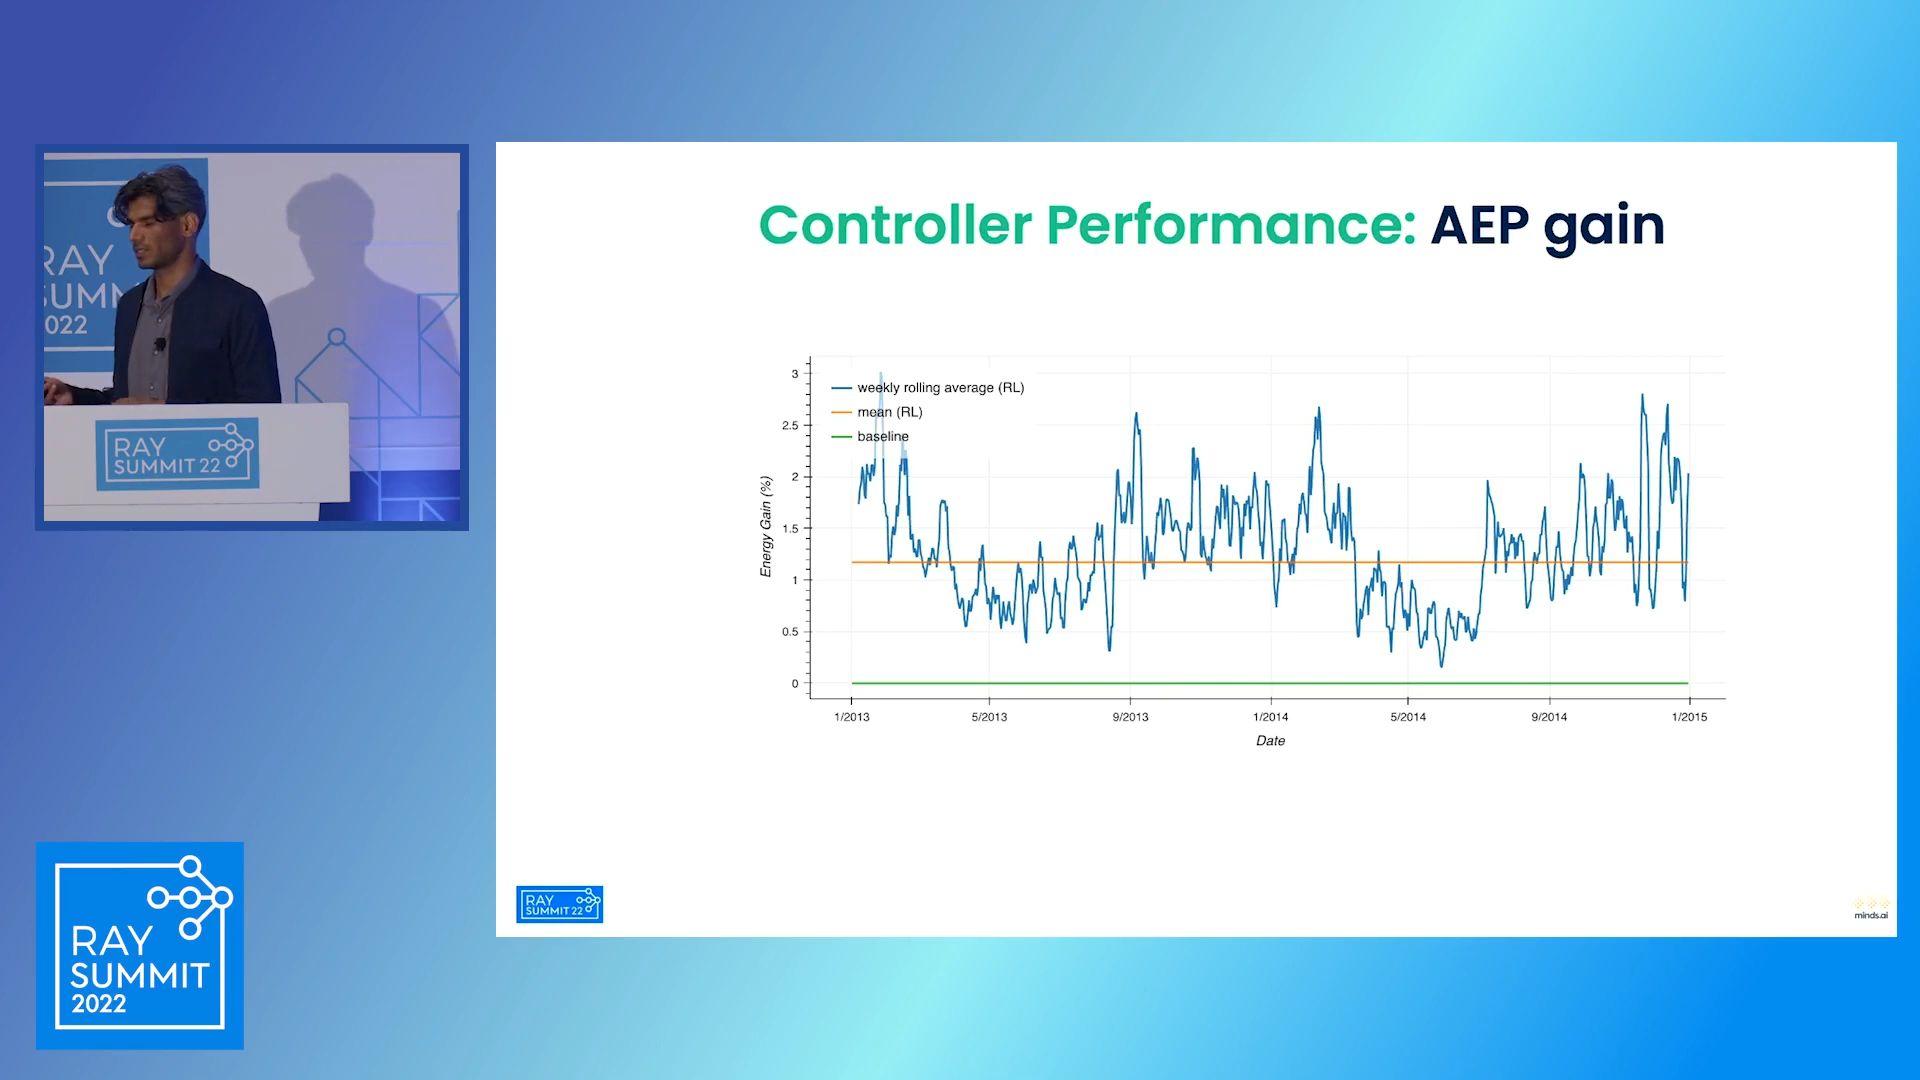 RAY
SUMM
022
RAY
SUMMIT 22
RAY
SUMMIT
2022
Controller Performance: AEP gain
weekly rolling average (RL)
mean (RL)
baseline
Energy Gain (%)
3
2.5
2
1.5
1
0.5
0
1/2013
5/2013
9/2013
1/2014
5/2014
9/2014
1/2015
Date
RAY
SUMMIT 22
minds.ai